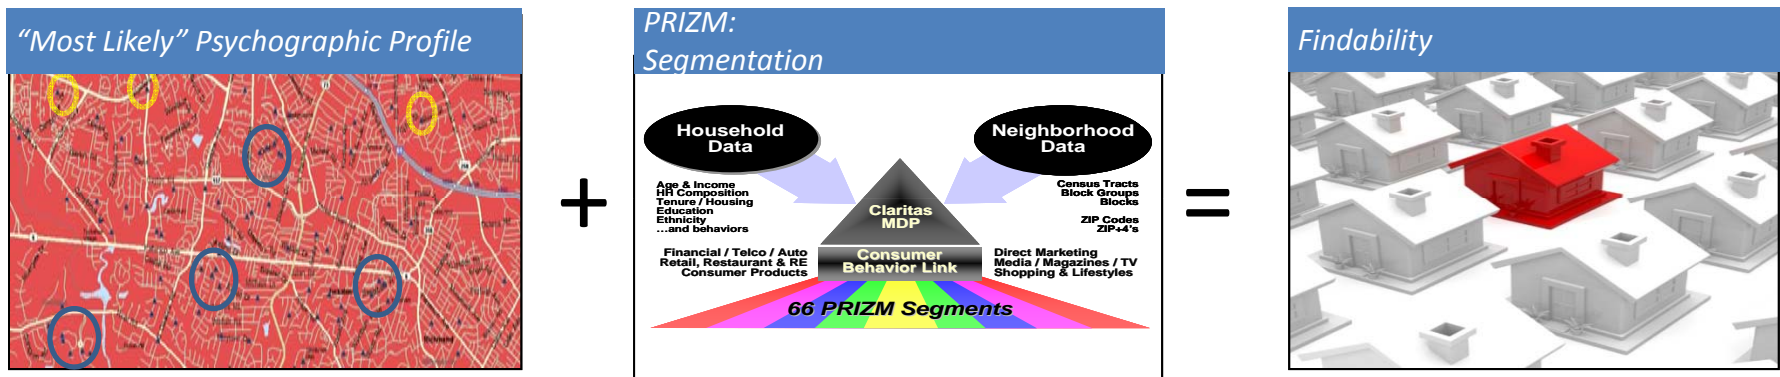 “Most Likely” Psychographic Profile
PRIZM:
Segmentation
Findability
Household
Data
Neighborhood
Data
Age & Income
HH Composition
Tenure / Housing
Education
Ethnicity
...and behaviors
Census Tracts
Block Groups
Blocks
ZIP Codes
ZIP+4's
Claritas
MDP
Financial / Telco / Auto
Retail, Restaurant & RE
Consumer Products
Consumer
Behavior Link
Direct Marketing
Media / Magazines / TV
Shopping & Lifestyles
66 PRIZM Segments
+
=
Richmond